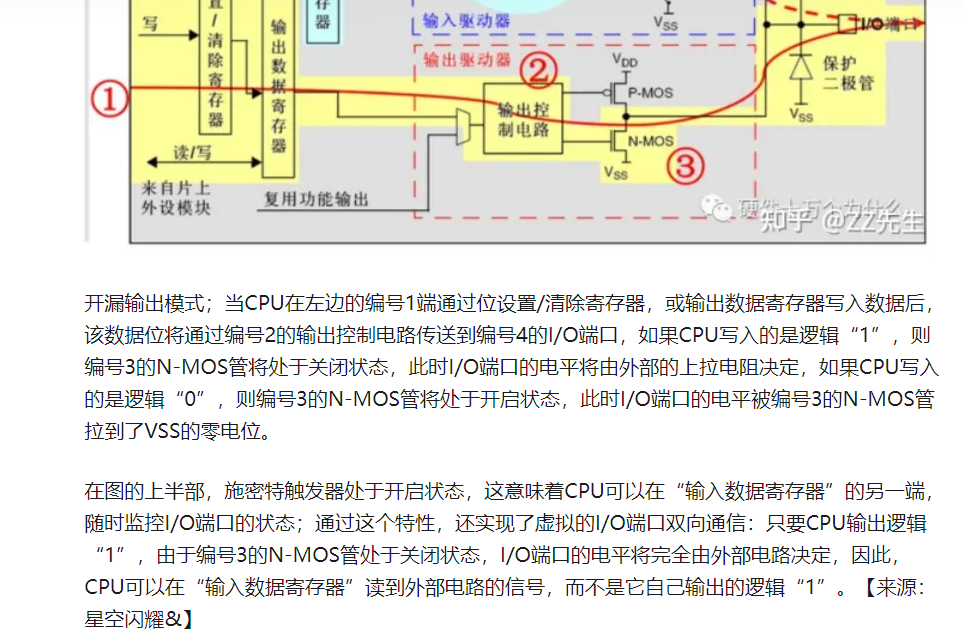 置/清除寄存器
写
输出数据寄存器
存器
输入驱动器
VSS
I/O端口
输出驱动器
②
VDD
P-MOS
保护
二极管
①
输出控
制电路
VSS
N-MOS
读/写
VSS
③
来自片上
外设模块
复用功能输出
硬件十万个为什么
知乎 @ZZ先生
开漏输出模式；当CPU在左边的编号1端通过位设置/清除寄存器，或输出数据寄存器写入数据后，
该数据位将通过编号2的输出控制电路传送到编号4的I/O端口，如果CPU写入的是逻辑“1”，则
编号3的N-MOS管将处于关闭状态，此时I/O端口的电平将由外部的上拉电阻决定，如果CPU写入
的是逻辑“0”，则编号3的N-MOS管将处于开启状态，此时I/O端口的电平被编号3的N-MOS管
拉到了VSS的零电位。
在图的上半部，施密特触发器处于开启状态，这意味着CPU可以在“输入数据寄存器”的另一端，
随时监控I/O端口的状态；通过这个特性，还实现了虚拟的I/O端口双向通信：只要CPU输出逻辑
“1”，由于编号3的N-MOS管处于关闭状态，I/O端口的电平将完全由外部电路决定，因此，
CPU可以在“输入数据寄存器”读到外部电路的信号，而不是它自己输出的逻辑“1”。【来源：
星空闪耀&】